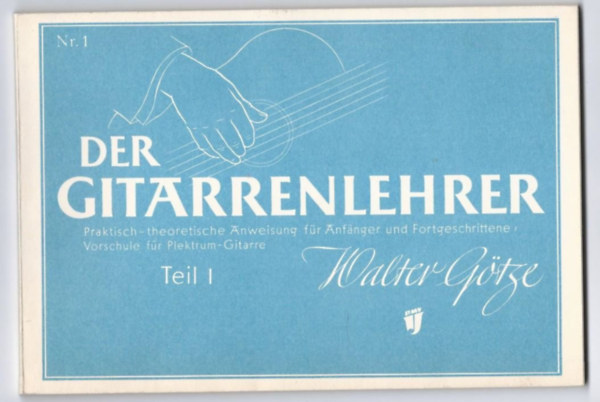 Nr. 1
DER
GITARRENLEHRER
Praktisch-theoretische Anweisung für Anfänger und Fortgeschrittene,
Vorschule für Plektrum-Gitarre
Teil I
Walter Götze